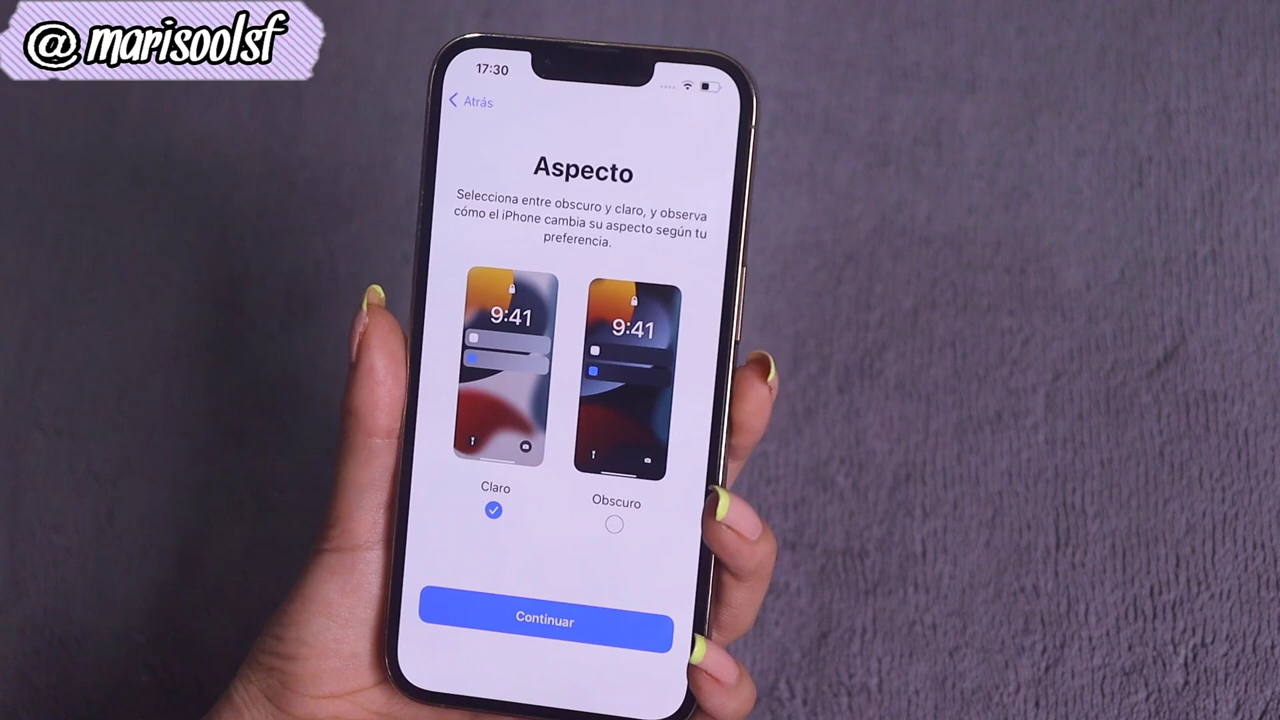 @marisoolsf
17:30
Atrás
Aspecto
Selecciona entre obscuro y claro, y observa
cómo el iPhone cambia su aspecto según tu
preferencia.
9:41
9:41
Claro
Obscuro
Continuar